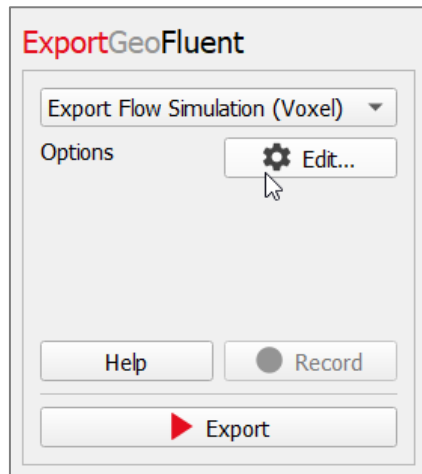 ExportGeoFluent
Export Flow Simulation (Voxel)
Options
Edit...
Help
Record
Export